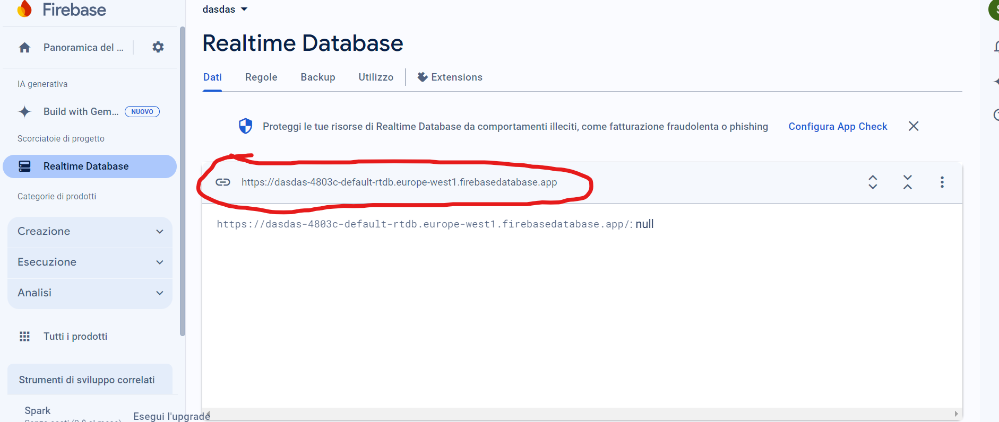 Firebase
dasdas
Panoramica del ...
Realtime Database
Dati Regole Backup Utilizzo Extensions
IA generativa
Build with Gem... NUOVO
Proteggi le tue risorse di Realtime Database da comportamenti illeciti, come fatturazione fraudolenta o phishing Configura App Check
Scorciatoie di progetto
Realtime Database
https://dasdas-4803c-default-rtdb.europe-west1.firebasedatabase.app
Categorie di prodotti
https://dasdas-4803c-default-rtdb.europe-west1.firebasedatabase.app/: null
Creazione
Esecuzione
Analisi
Tutti i prodotti
Strumenti di sviluppo correlati
Spark
Esegui l'upgrade